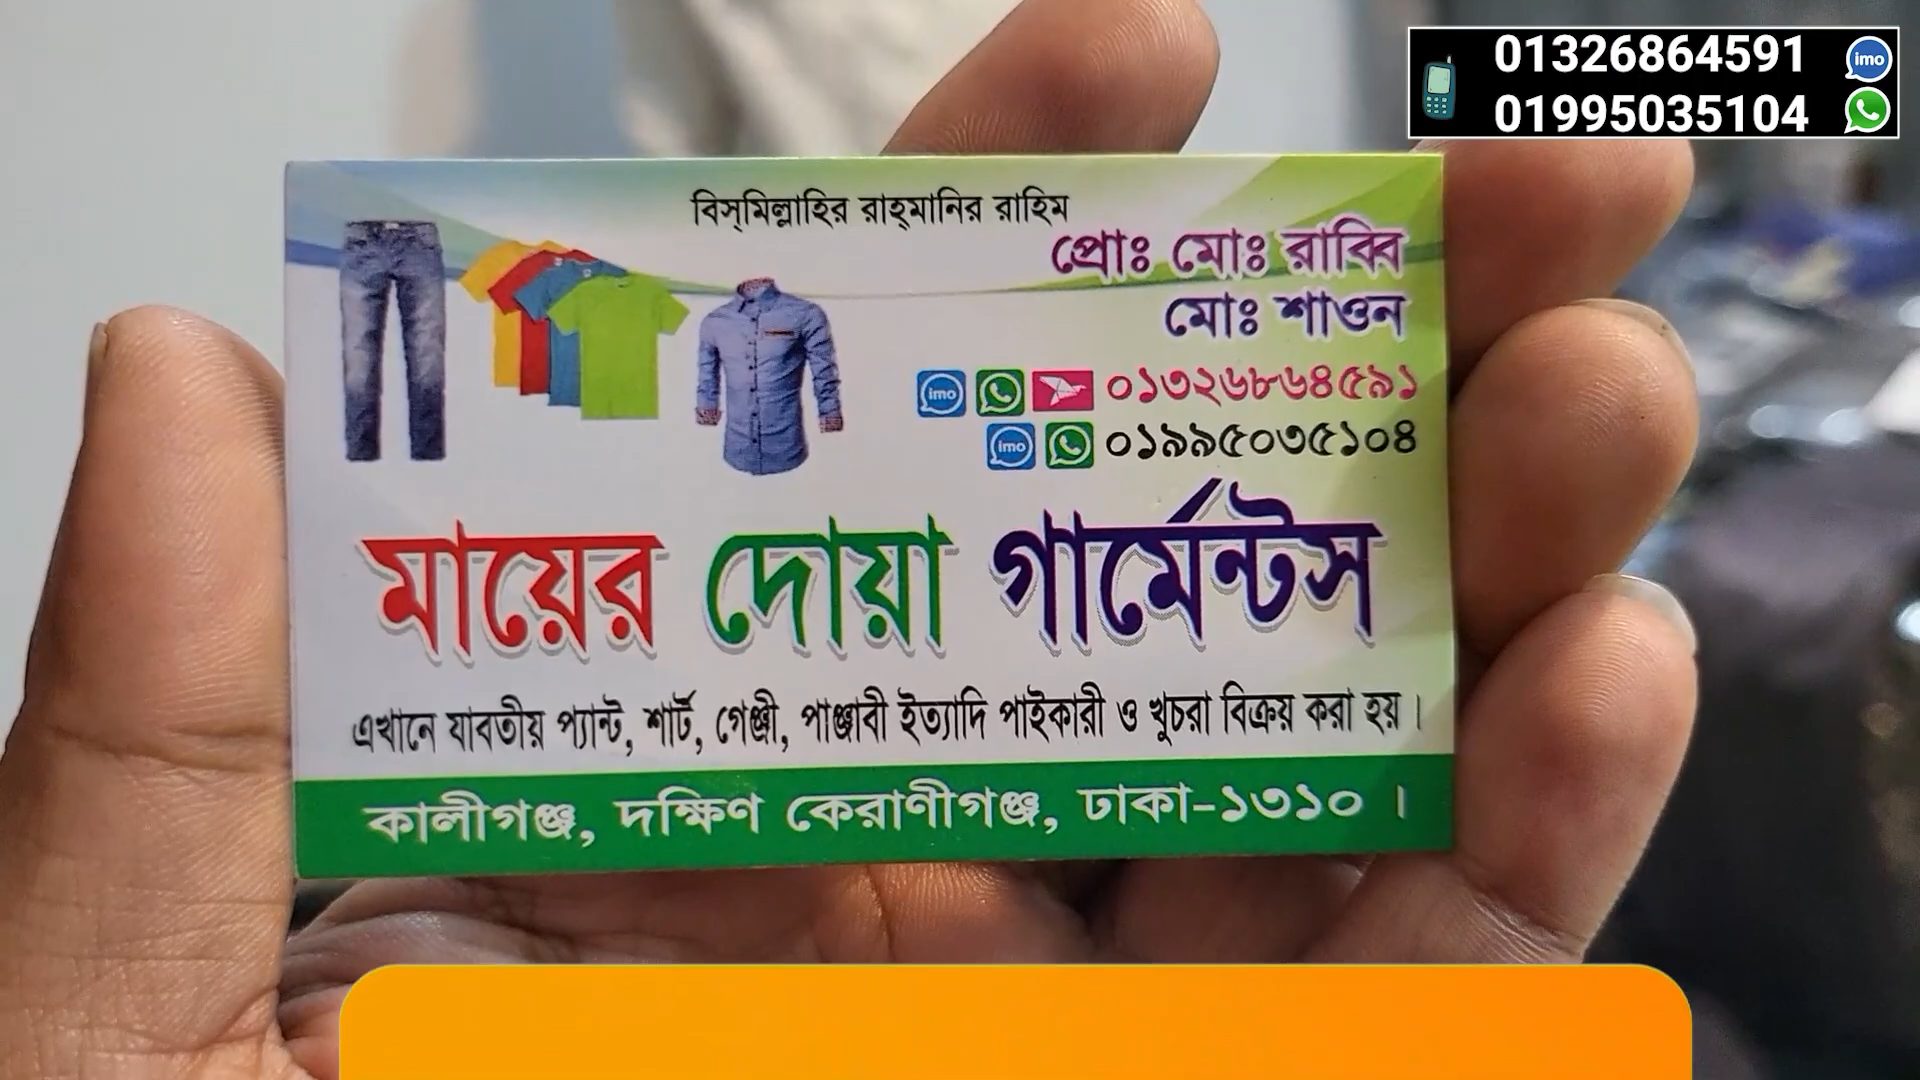 01326864591
imo
01995035104
বিস্‌মিল্লাহির রাহ্‌মানির রাহিম
প্রোঃ মোঃ রাব্বি
মোঃ শাওন
imo ০১৩২৬৮৬৪৫৯১
imo ০১৯৯৫০৩৫১০৪
মায়ের দোয়া গার্মেন্টস
এখানে যাবতীয় প্যান্ট, শার্ট, গেঞ্জী, পাঞ্জাবী ইত্যাদি পাইকারী ও খুচরা বিক্রয় করা হয়।
কালীগঞ্জ, দক্ষিণ কেরাণীগঞ্জ, ঢাকা-১৩১০ ।